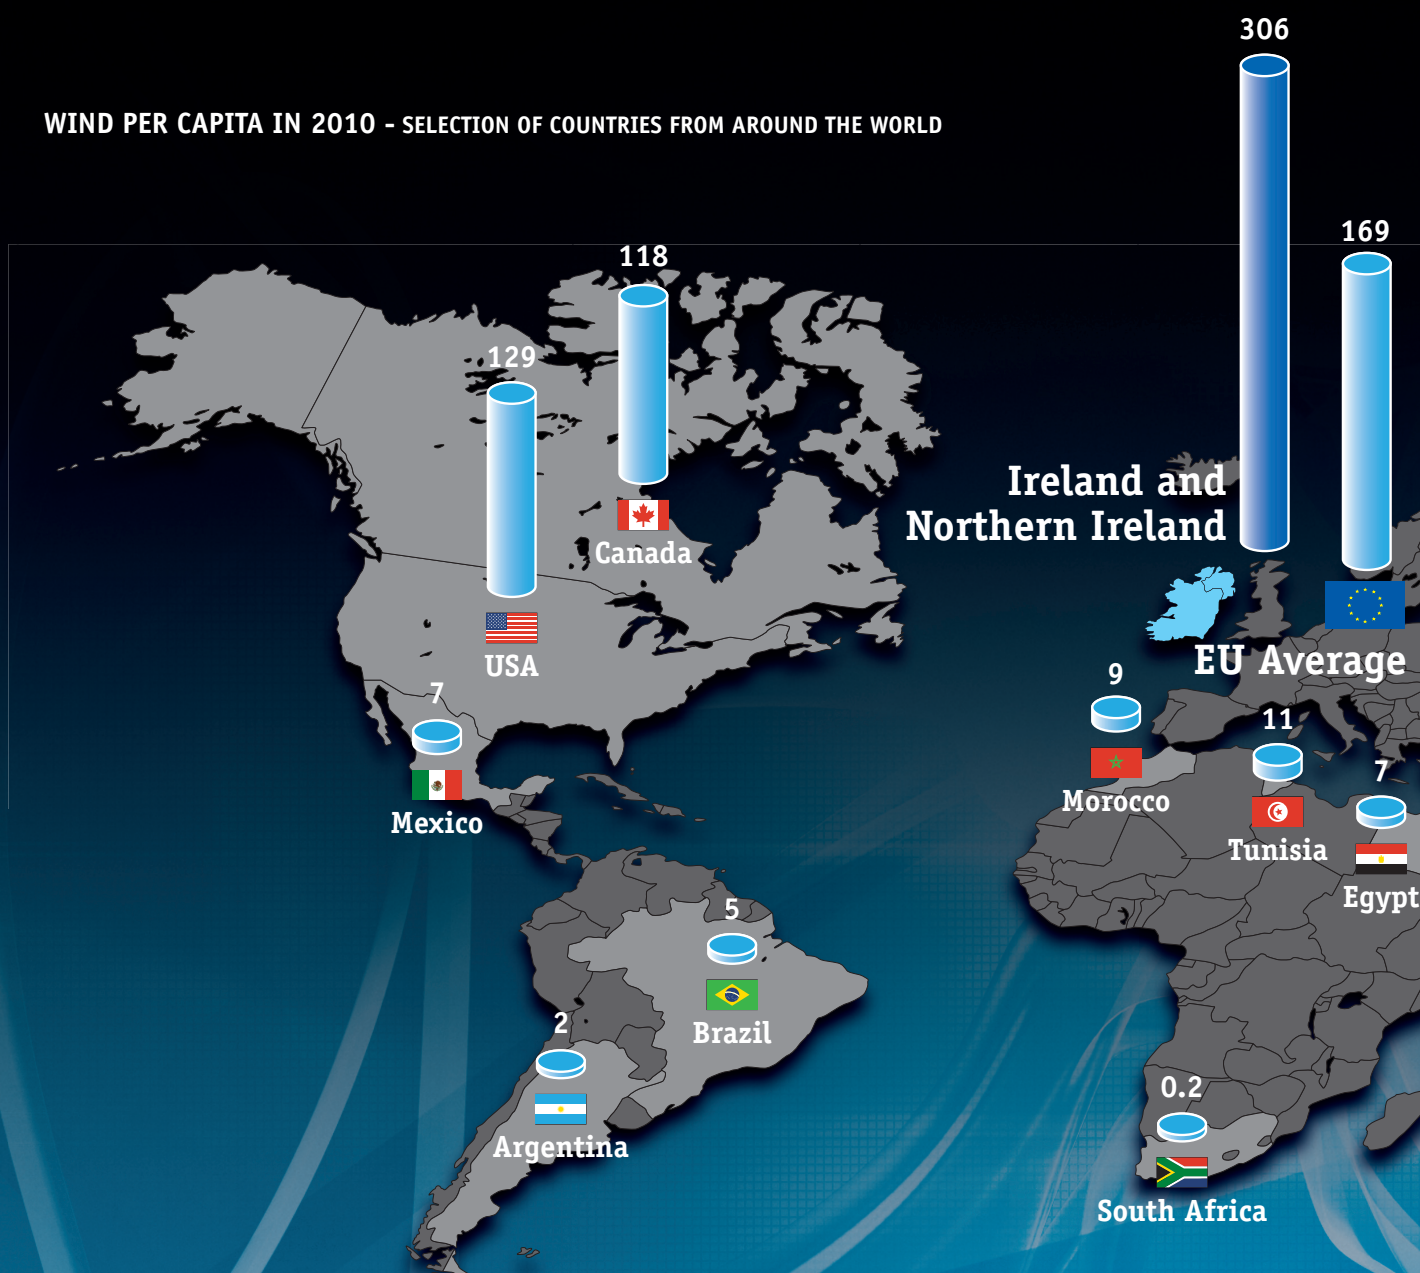 306
WIND PER CAPITA IN 2010 - SELECTION OF COUNTRIES FROM AROUND THE WORLD
169
118
129
Ireland and
Northern Ireland
Canada
USA
EU Average
9
7
11
7
Morocco
Mexico
Tunisia
Egypt
5
Brazil
2
0.2
Argentina
South Africa